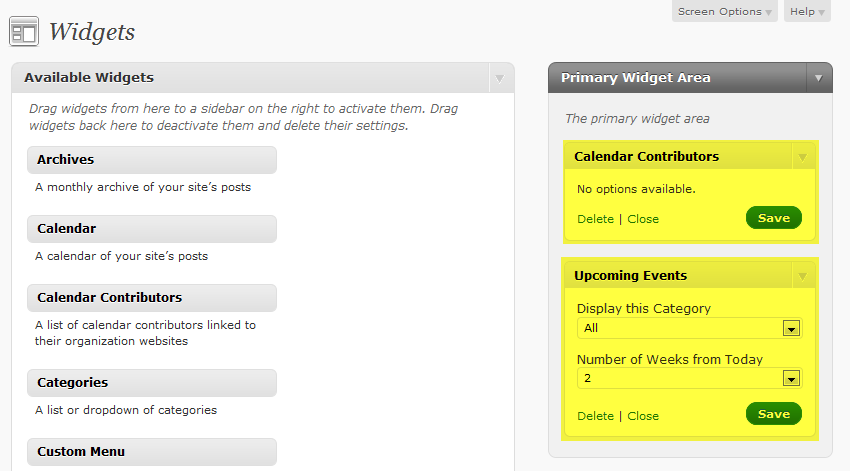 Screen Options
Help
Widgets
Available Widgets
Drag widgets from here to a sidebar on the right to activate them. Drag
widgets back here to deactivate them and delete their settings.
Archives
A monthly archive of your site’s posts
Calendar
A calendar of your site’s posts
Calendar Contributors
A list of calendar contributors linked to
their organization websites
Categories
A list or dropdown of categories
Custom Menu
Primary Widget Area
The primary widget area
Calendar Contributors
No options available.
Delete | Close
Save
Upcoming Events
Display this Category
All
Number of Weeks from Today
2
Delete | Close
Save